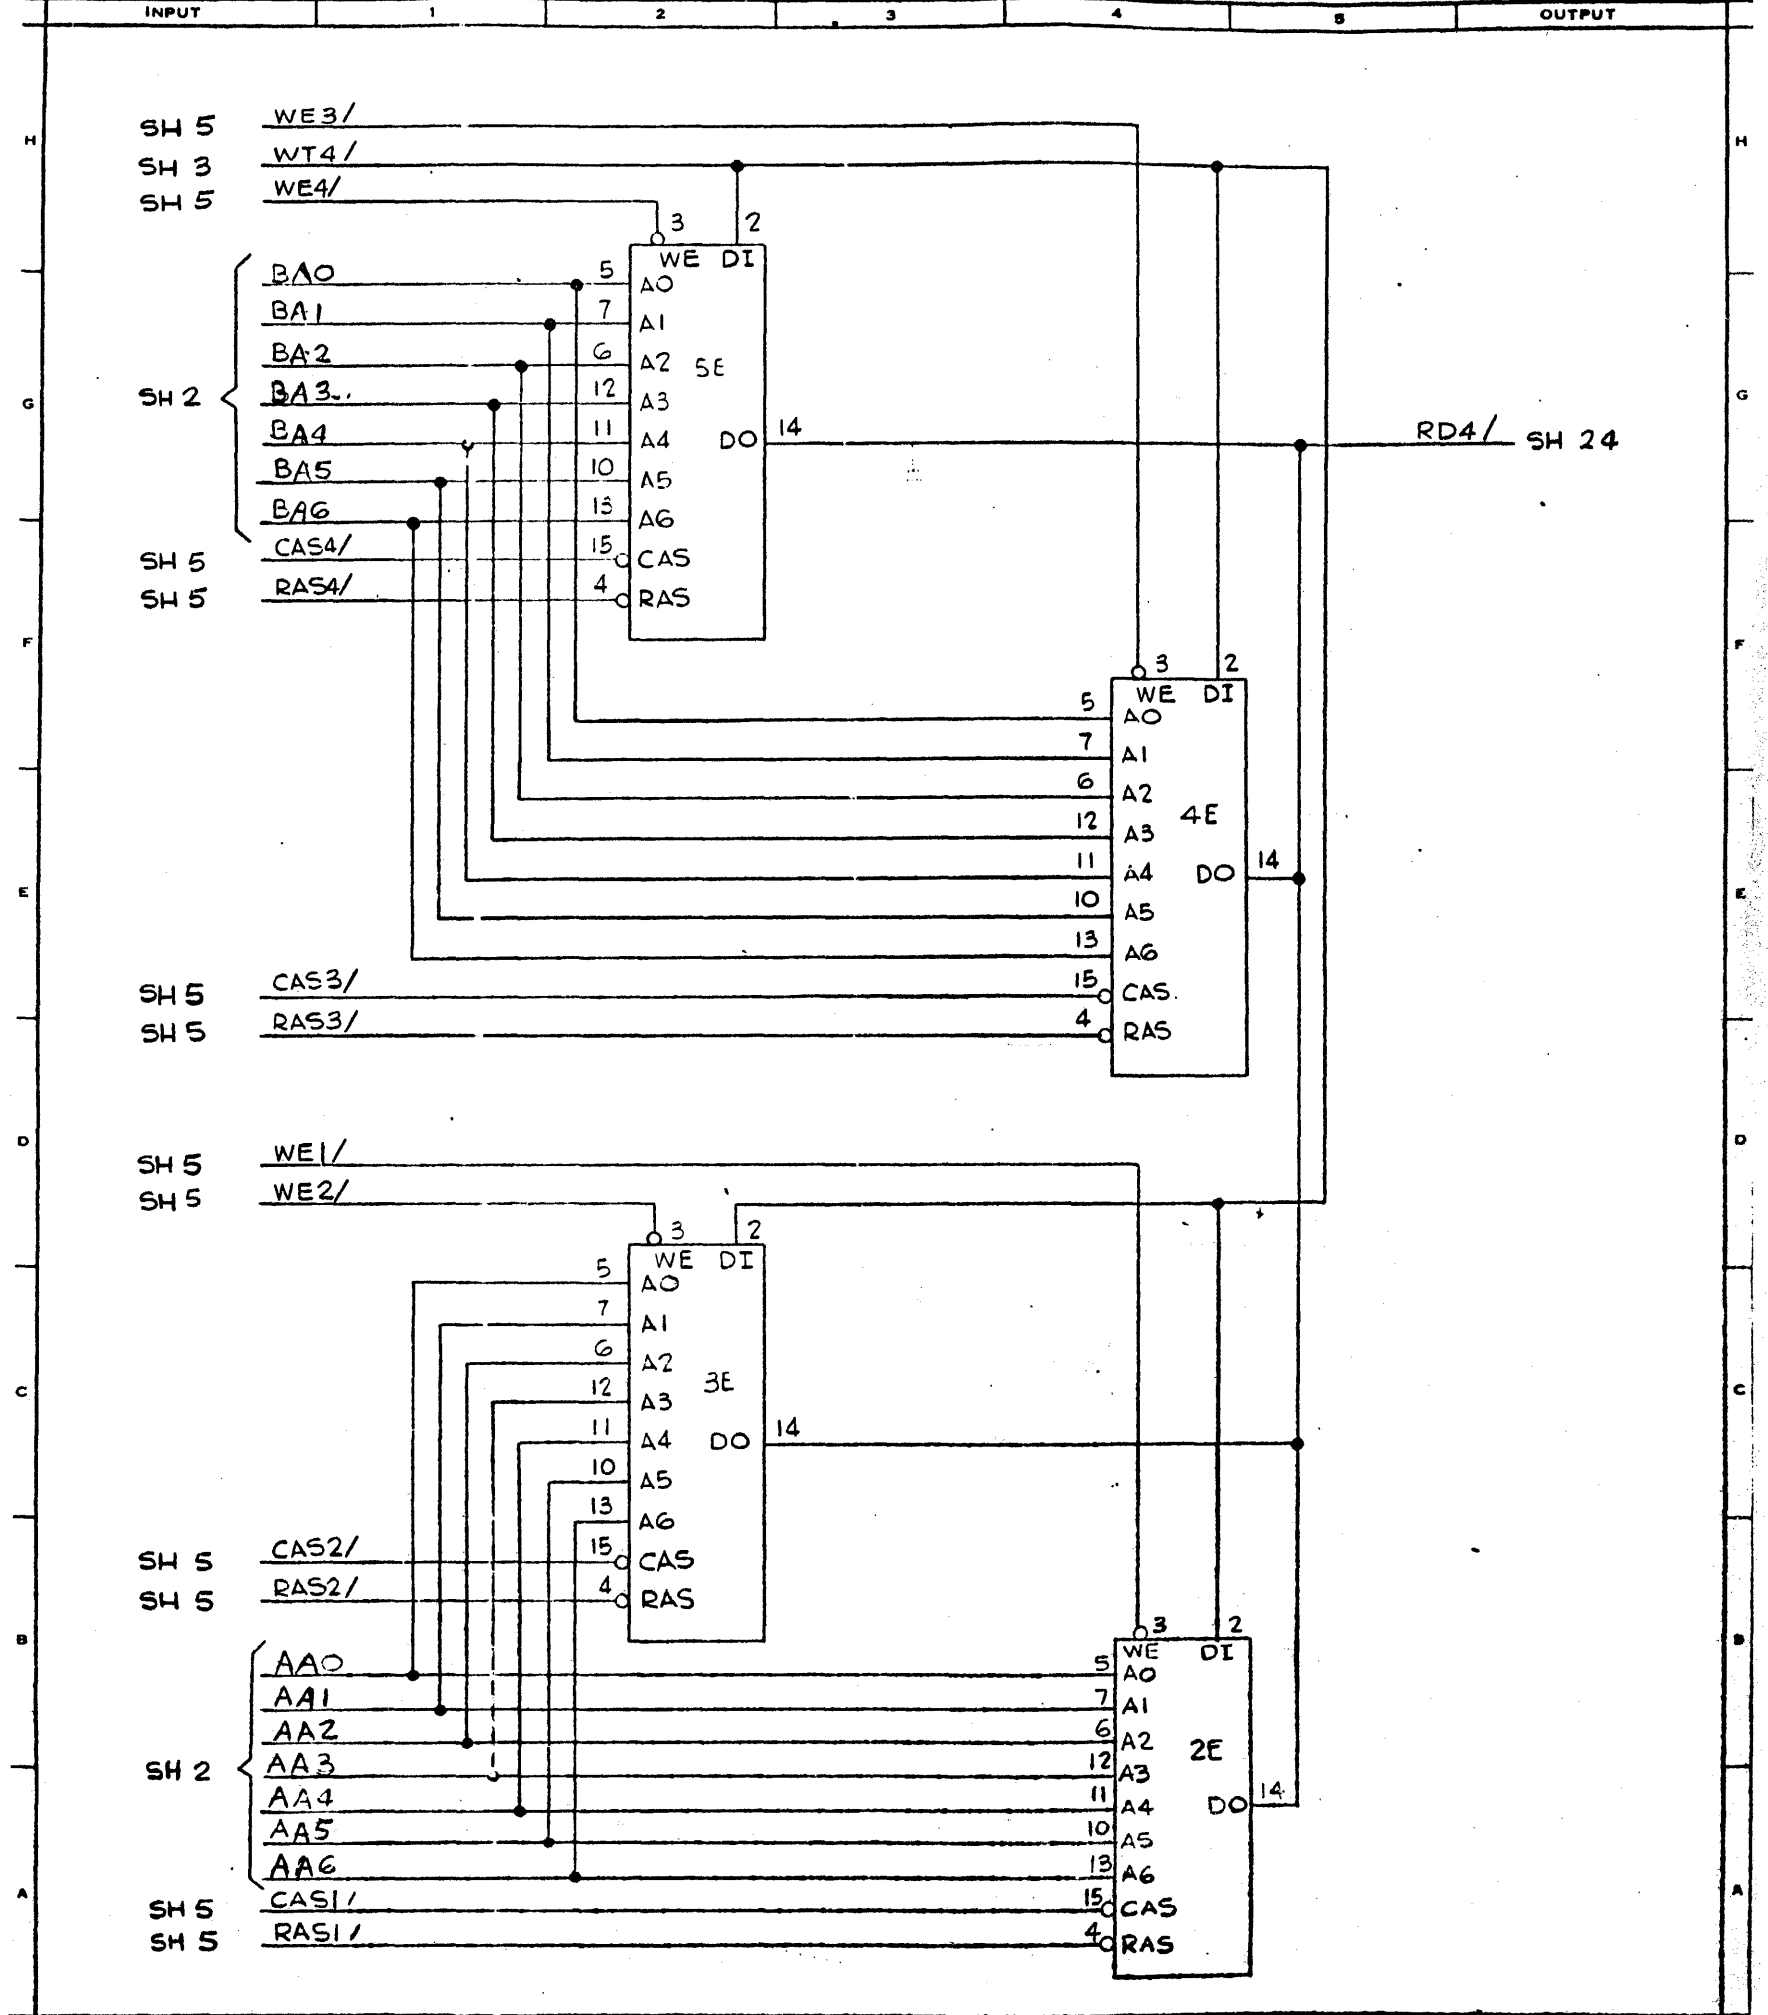 INPUT 1 2 3 4 5 OUTPUT
SH 5 WE3/
H H
SH 3 WT4/
SH 5 WE4/
3 2
WE DI
BA0 5 A0
BA1 7 A1
BA2 6 A2 5E
SH 2 BA3 12 A3
G G
BA4 11 A4 DO 14 RD4/ SH 24
BA5 10 A5
BA6 13 A6
SH 5 CAS4/ 15 CAS
SH 5 RAS4/ 4 RAS
F F
3 2
WE DI
5 A0
7 A1
6 A2
4E
12 A3
11 A4 DO 14
E E
10 A5
13 A6
SH 5 CAS3/ 15 CAS
SH 5 RAS3/ 4 RAS
D D
SH 5 WE1/
SH 5 WE2/
3 2
WE DI
5 A0
7 A1
6 A2
3E
C C
12 A3
11 A4 DO 14
10 A5
13 A6
SH 5 CAS2/ 15 CAS
SH 5 RAS2/ 4 RAS
B B
3 2
WE DI
AA0 5 A0
AA1 7 A1
AA2 6 A2 2E
SH 2 AA3 12 A3
AA4 11 A4 DO 14
AA5 10 A5
AA6 13 A6
A A
SH 5 CAS1/ 15 CAS
SH 5 RAS1/ 4 RAS